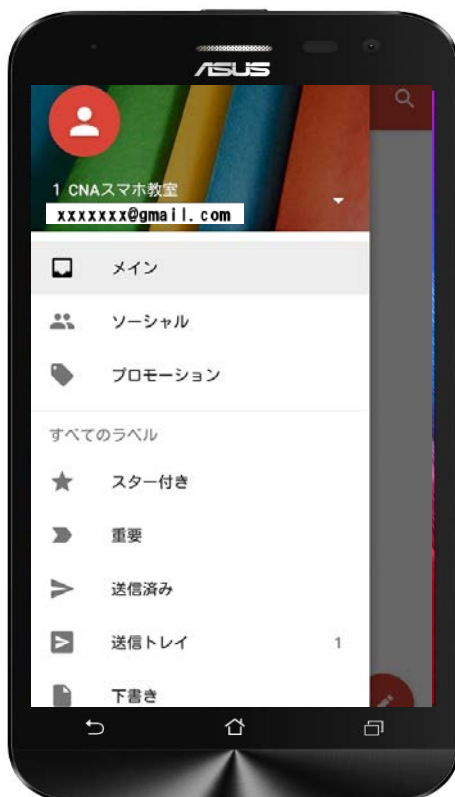 ASUS
1 CNAスマホ教室
xxxxxxx@gmail.com
メイン
ソーシャル
プロモーション
すべてのラベル
スター付き
重要
送信済み
送信トレイ 1
下書き